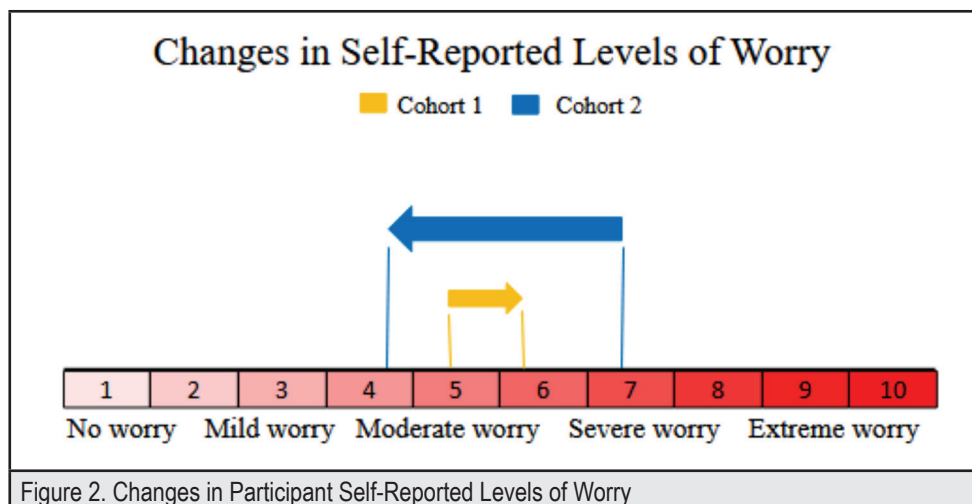 Changes in Self-Reported Levels of Worry
Cohort 1 Cohort 2
1 2 3 4 5 6 7 8 9 10
No worry Mild worry Moderate worry Severe worry Extreme worry
Figure 2. Changes in Participant Self-Reported Levels of Worry